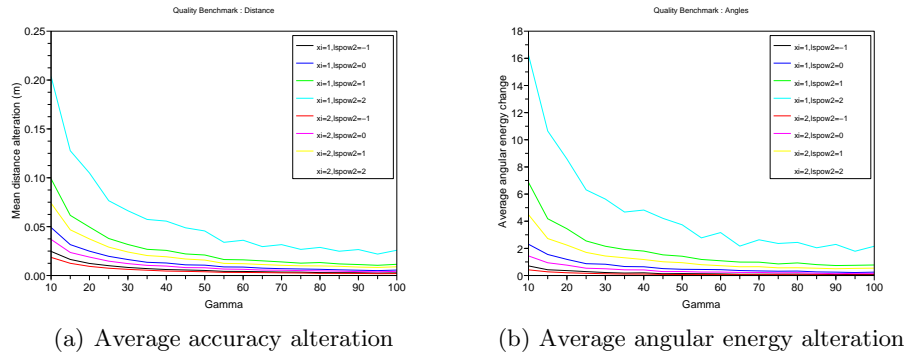 Quality Benchmark : Distance
0.25
0.20
0.15
0.10
0.05
0.00
Mean distance alteration (m)
10 20 30 40 50 60 70 80 90 100
Gamma
xi=1,lspow2=−1
xi=1,lspow2=0
xi=1,lspow2=1
xi=1,lspow2=2
xi=2,lspow2=−1
xi=2,lspow2=0
xi=2,lspow2=1
xi=2,lspow2=2
(a) Average accuracy alteration
Quality Benchmark : Angles
18
16
14
12
10
8
6
4
2
0
Average angular energy change
10 20 30 40 50 60 70 80 90 100
Gamma
xi=1,lspow2=−1
xi=1,lspow2=0
xi=1,lspow2=1
xi=1,lspow2=2
xi=2,lspow2=−1
xi=2,lspow2=0
xi=2,lspow2=1
xi=2,lspow2=2
(b) Average angular energy alteration